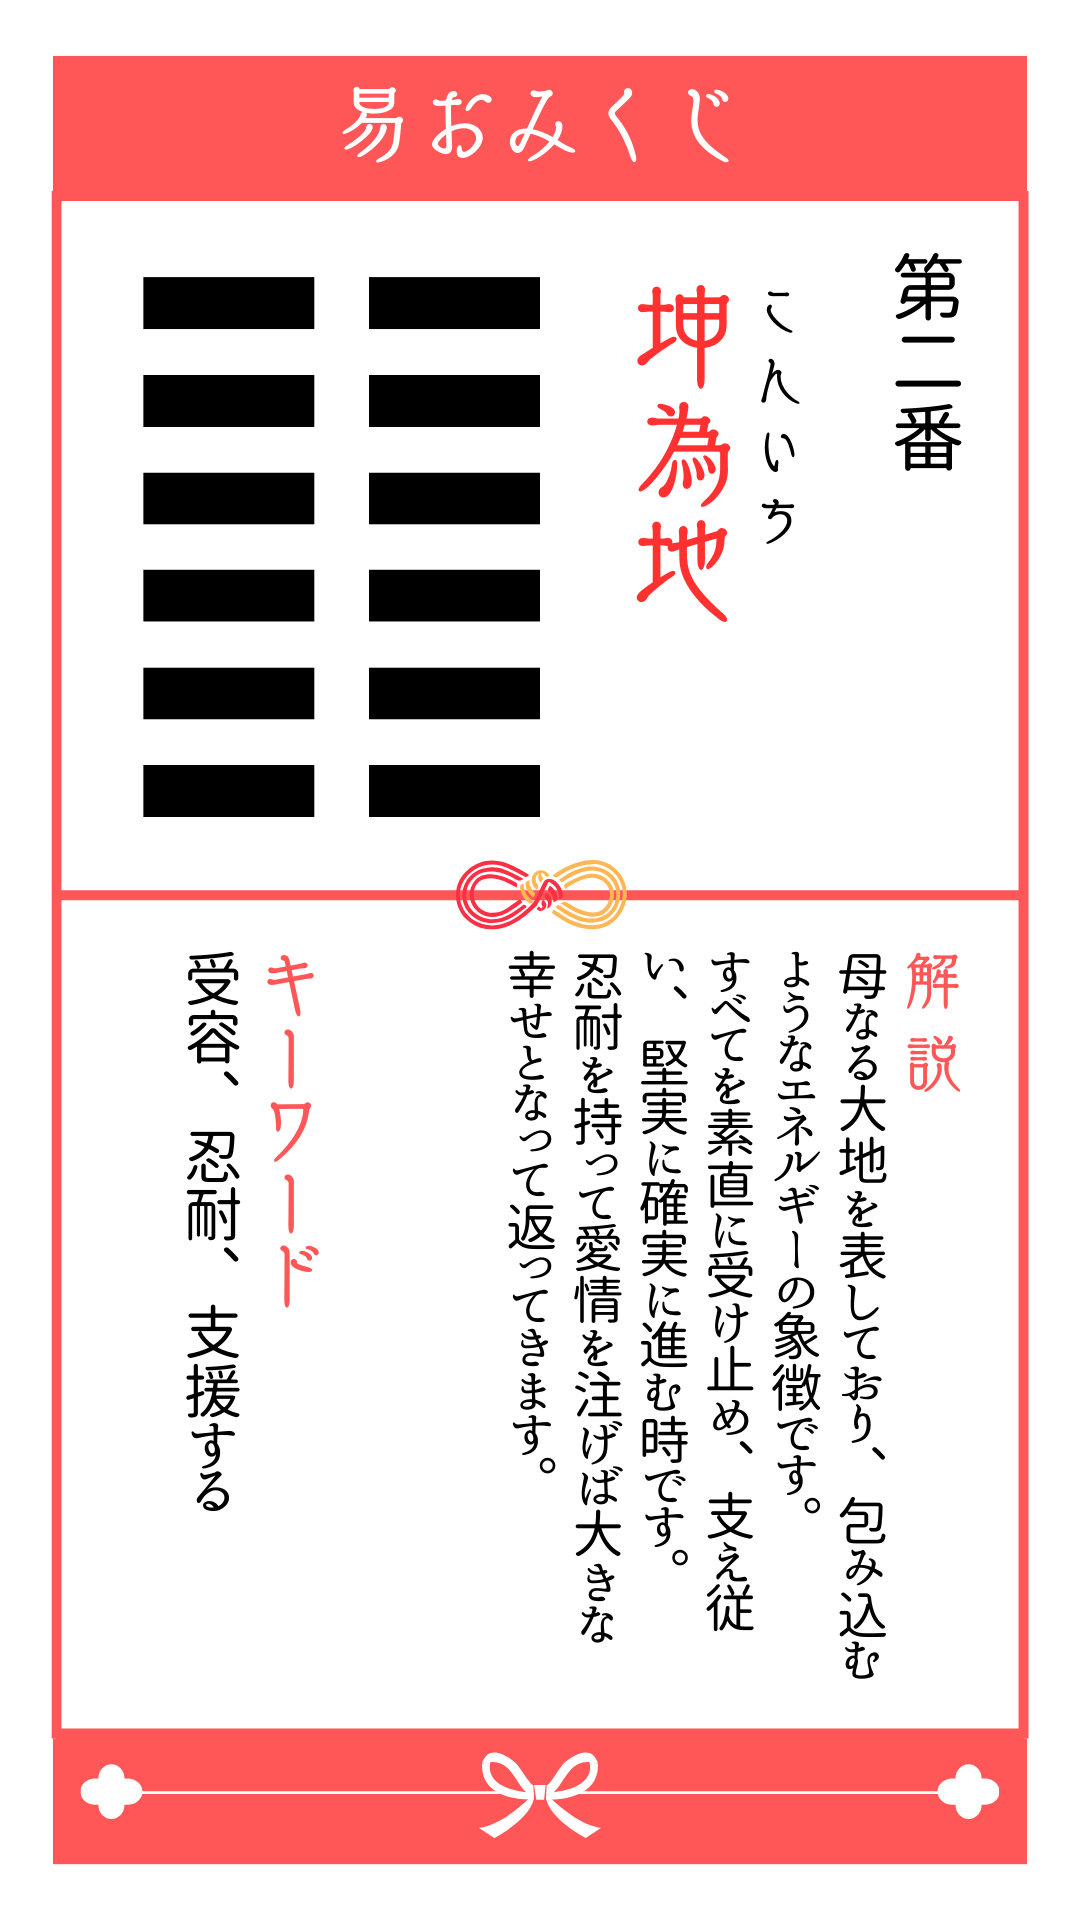 易おみくじ
第二番
こんいち
坤為地
解説
母なる大地を表しており、包み込む
ようなエネルギーの象徴です。
すべてを素直に受け止め、支え従
い、堅実に確実に進む時です。
忍耐を持って愛情を注げば大きな
幸せとなって返ってきます。
キーワード
受容、忍耐、支援する